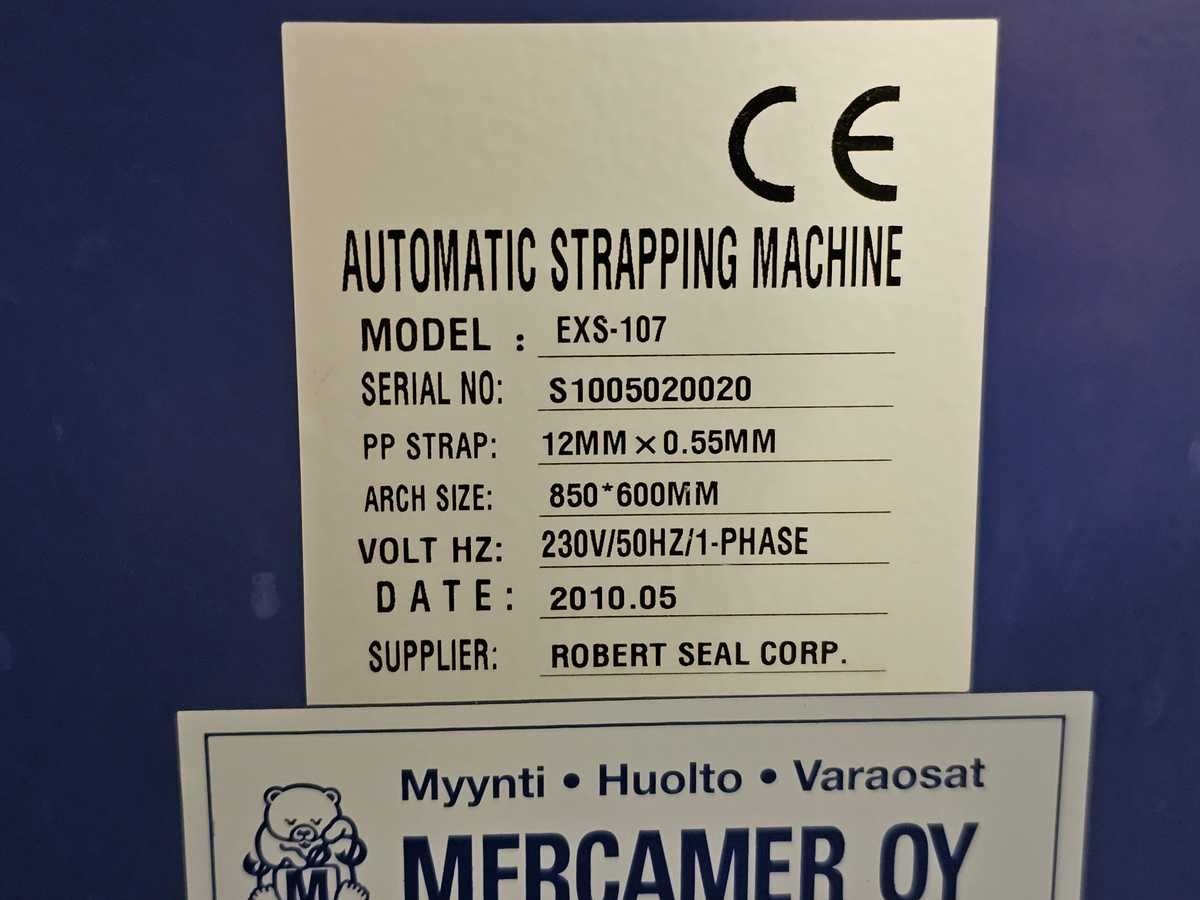 CE
AUTOMATIC STRAPPING MACHINE
MODEL : EXS-107
SERIAL NO: S1005020020
PP STRAP: 12MM×0.55MM
ARCH SIZE: 850*600MM
VOLT HZ: 230V/50HZ/1-PHASE
DATE: 2010.05
SUPPLIER: ROBERT SEAL CORP.
Myynti • Huolto • Varaosat
MERCAMER OY
M